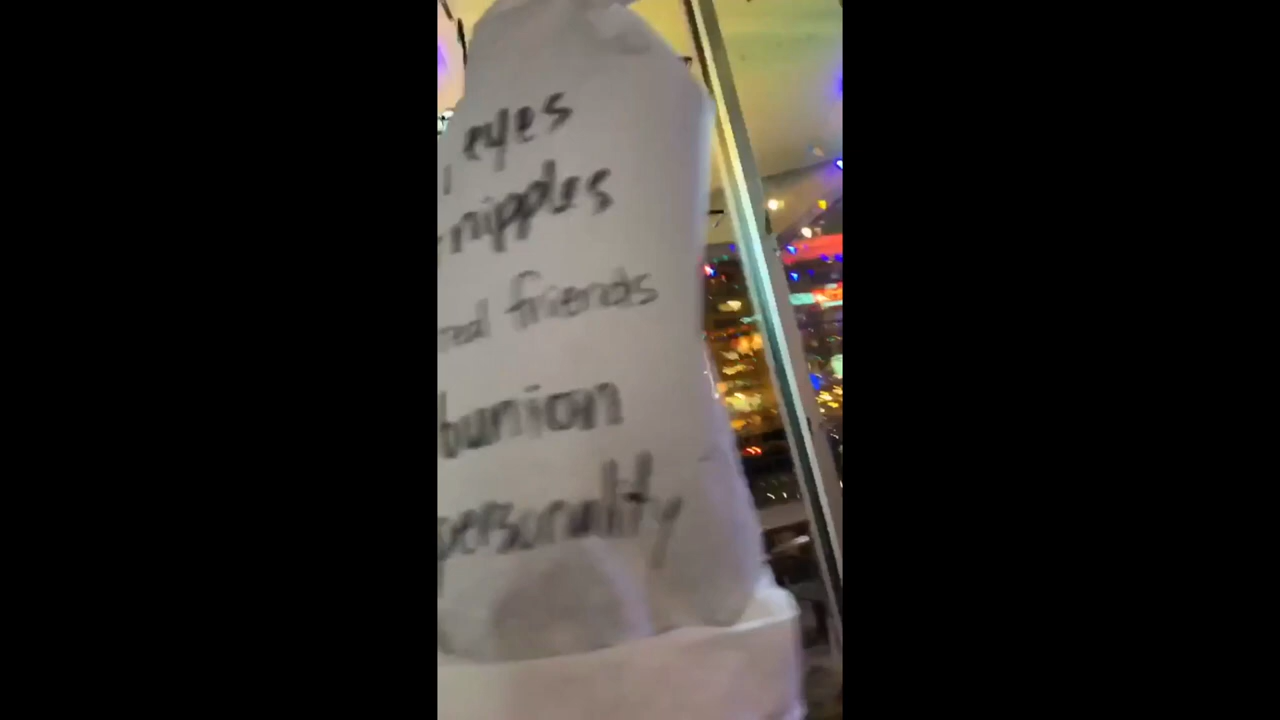 eyes
nipples
friends
bunion
personality